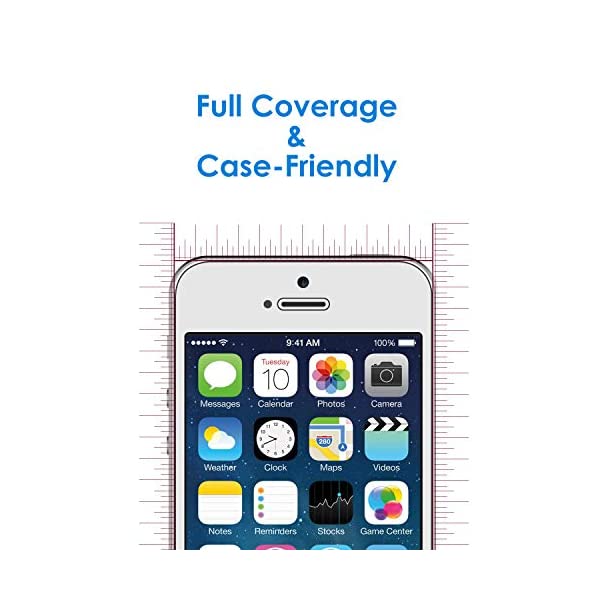 Full Coverage
&
Case-Friendly
9:41 AM 100%
Tuesday
10
280
Messages Calendar Photos Camera
Weather Clock Maps Videos
Notes Reminders Stocks Game Center